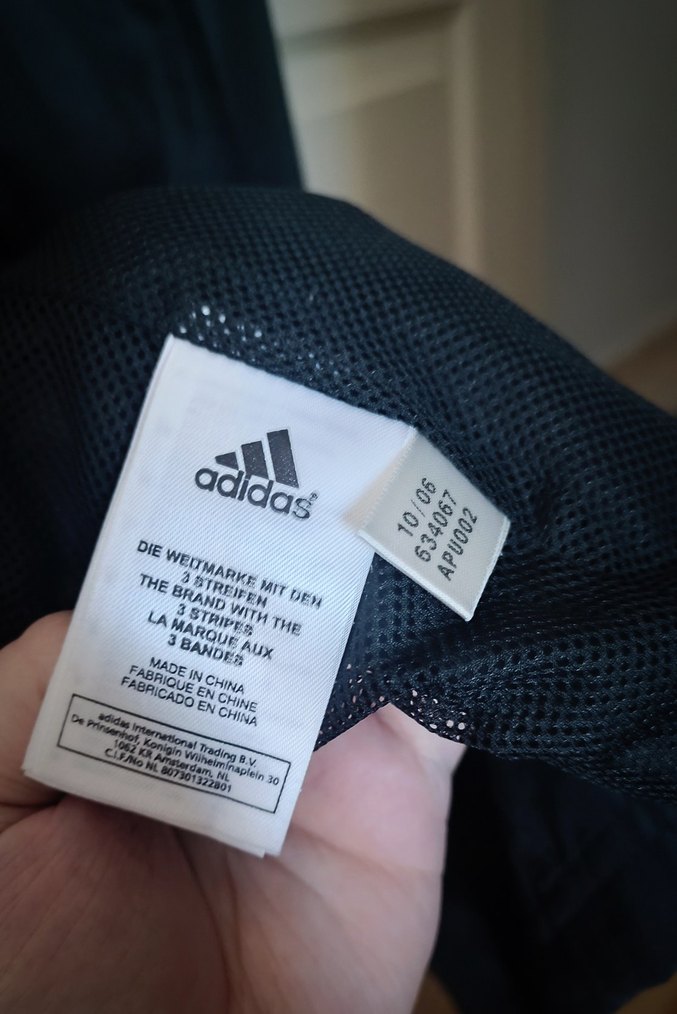 adidas®
DIE WELTMARKE MIT DEN
3 STREIFEN
THE BRAND WITH THE
3 STRIPES
LA MARQUE AUX
3 BANDES
MADE IN CHINA
FABRIQUE EN CHINE
FABRICADO EN CHINA
adidas International Trading B.V.
De Prinsenhof, Konigin Wilhelminaplein 30
1062 KR Amsterdam, NL
C.I.F./No NL 807301322B01
10/06
634067
APU002